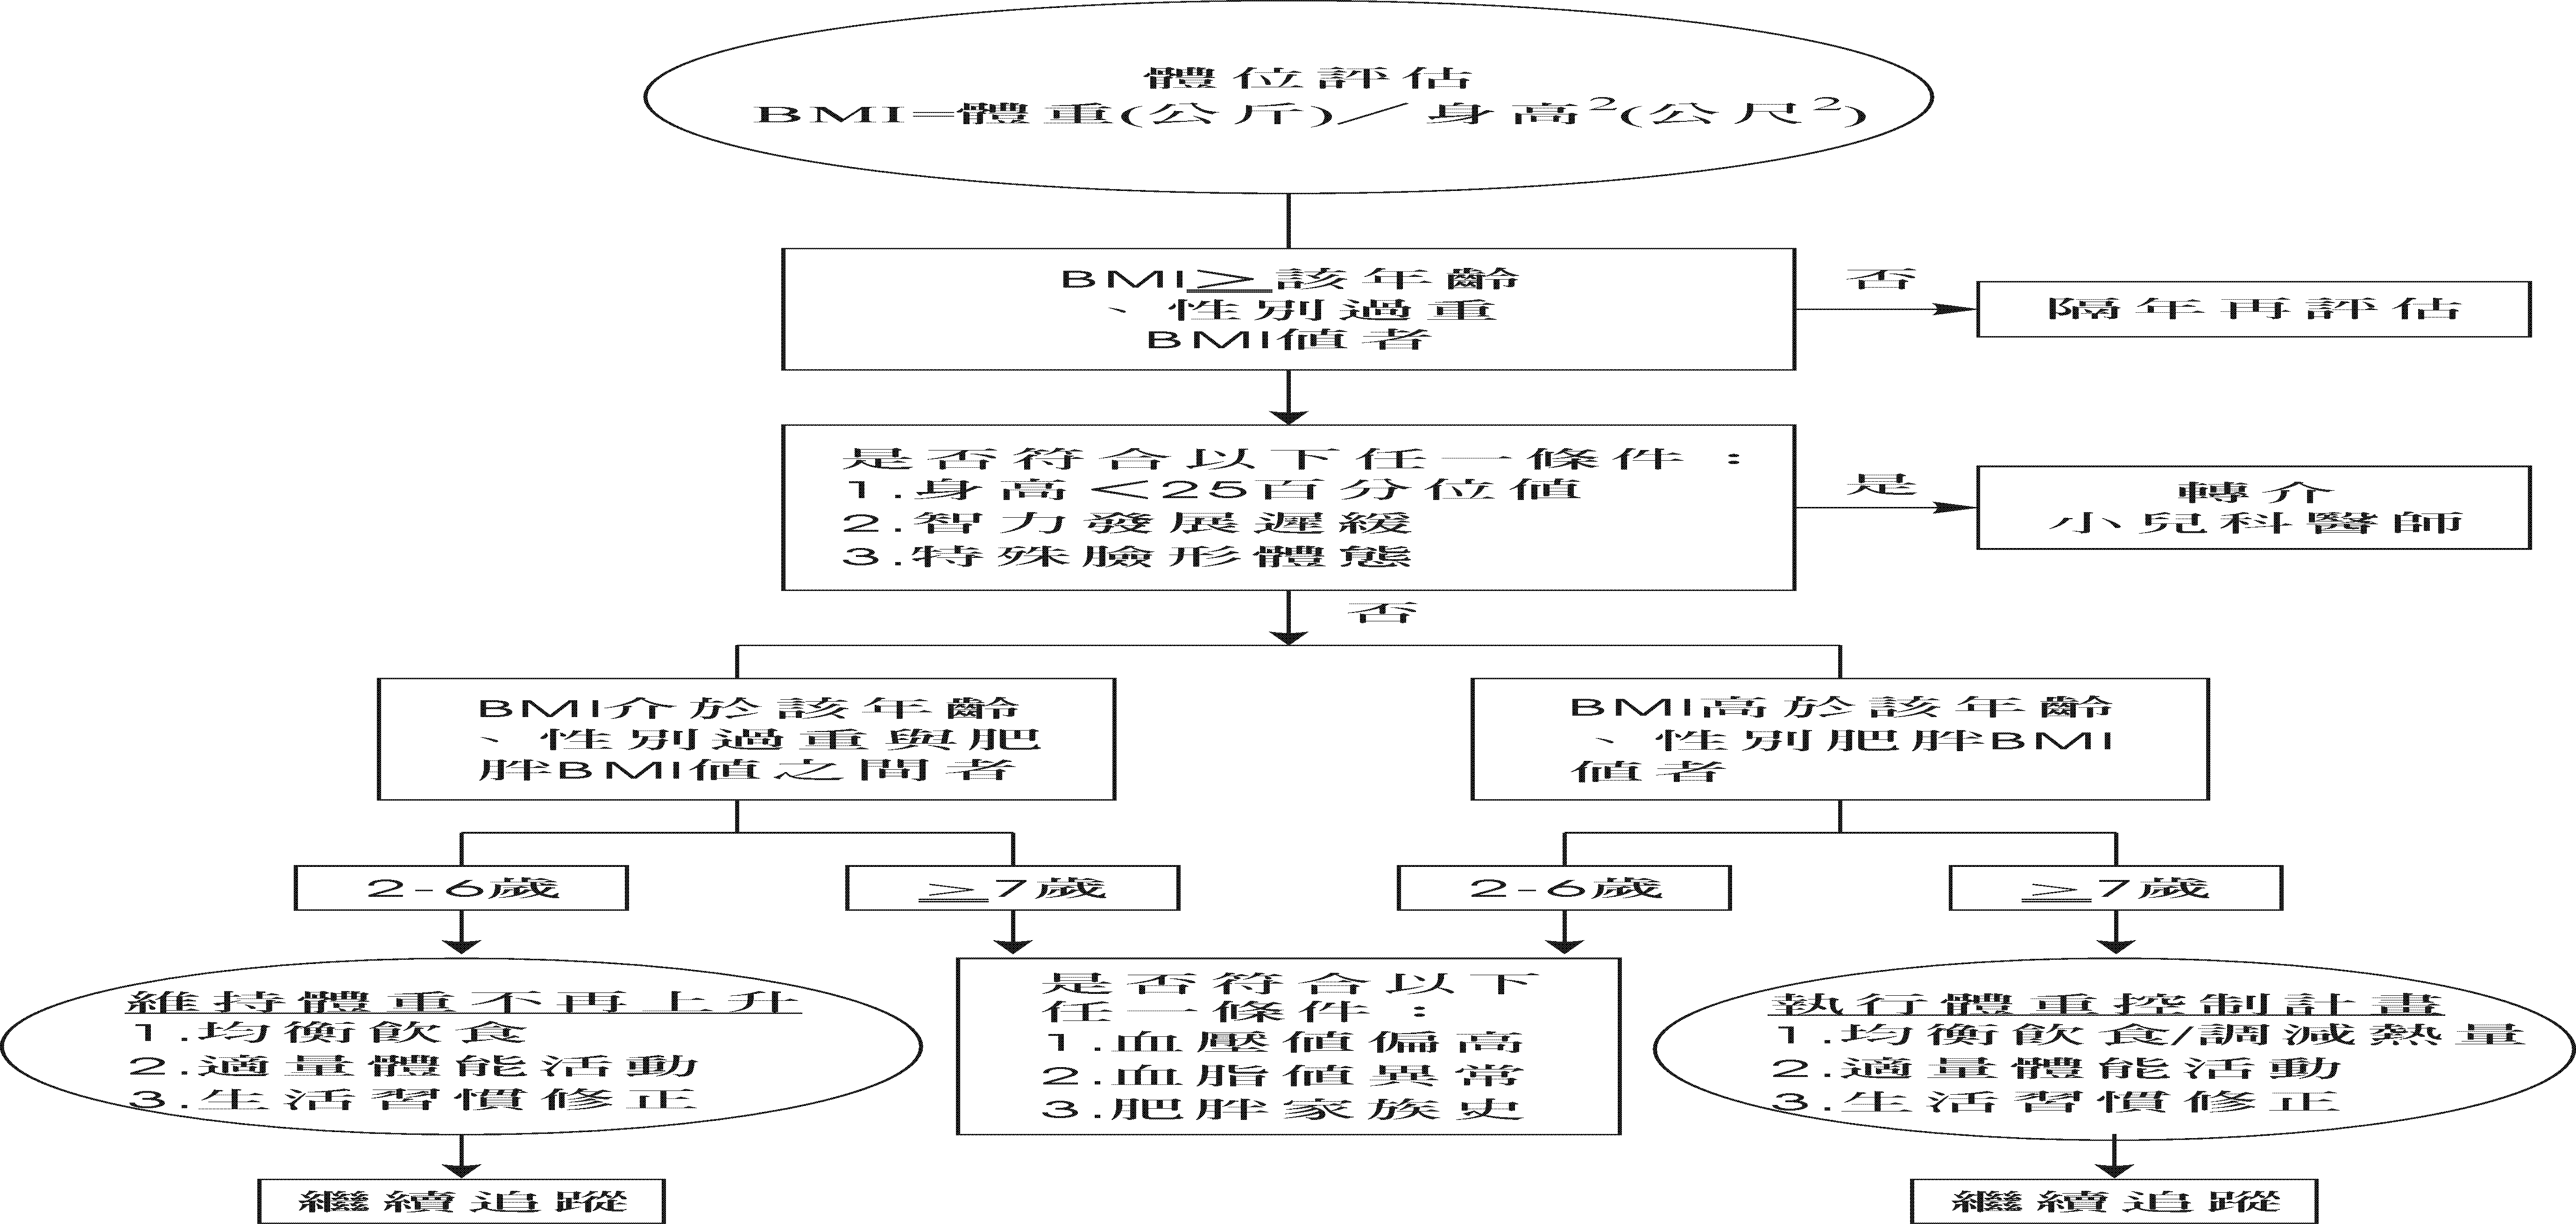 體位評估
BMI=體重(公斤)／身高²(公尺²)
BMI≥該年齡
、性別過重
BMI值者
否
隔年再評估
是否符合以下任一條件：
1.身高<25百分位值
2.智力發展遲緩
3.特殊臉形體態
是
轉介
小兒科醫師
否
BMI介於該年齡
、性別過重與肥
胖BMI值之間者
BMI高於該年齡
、性別肥胖BMI
值者
2-6歲
≥7歲
2-6歲
≥7歲
維持體重不再上升
1.均衡飲食
2.適量體能活動
3.生活習慣修正
是否符合以下
任一條件：
1.血壓值偏高
2.血脂值異常
3.肥胖家族史
執行體重控制計畫
1.均衡飲食/調減熱量
2.適量體能活動
3.生活習慣修正
繼續追蹤
繼續追蹤